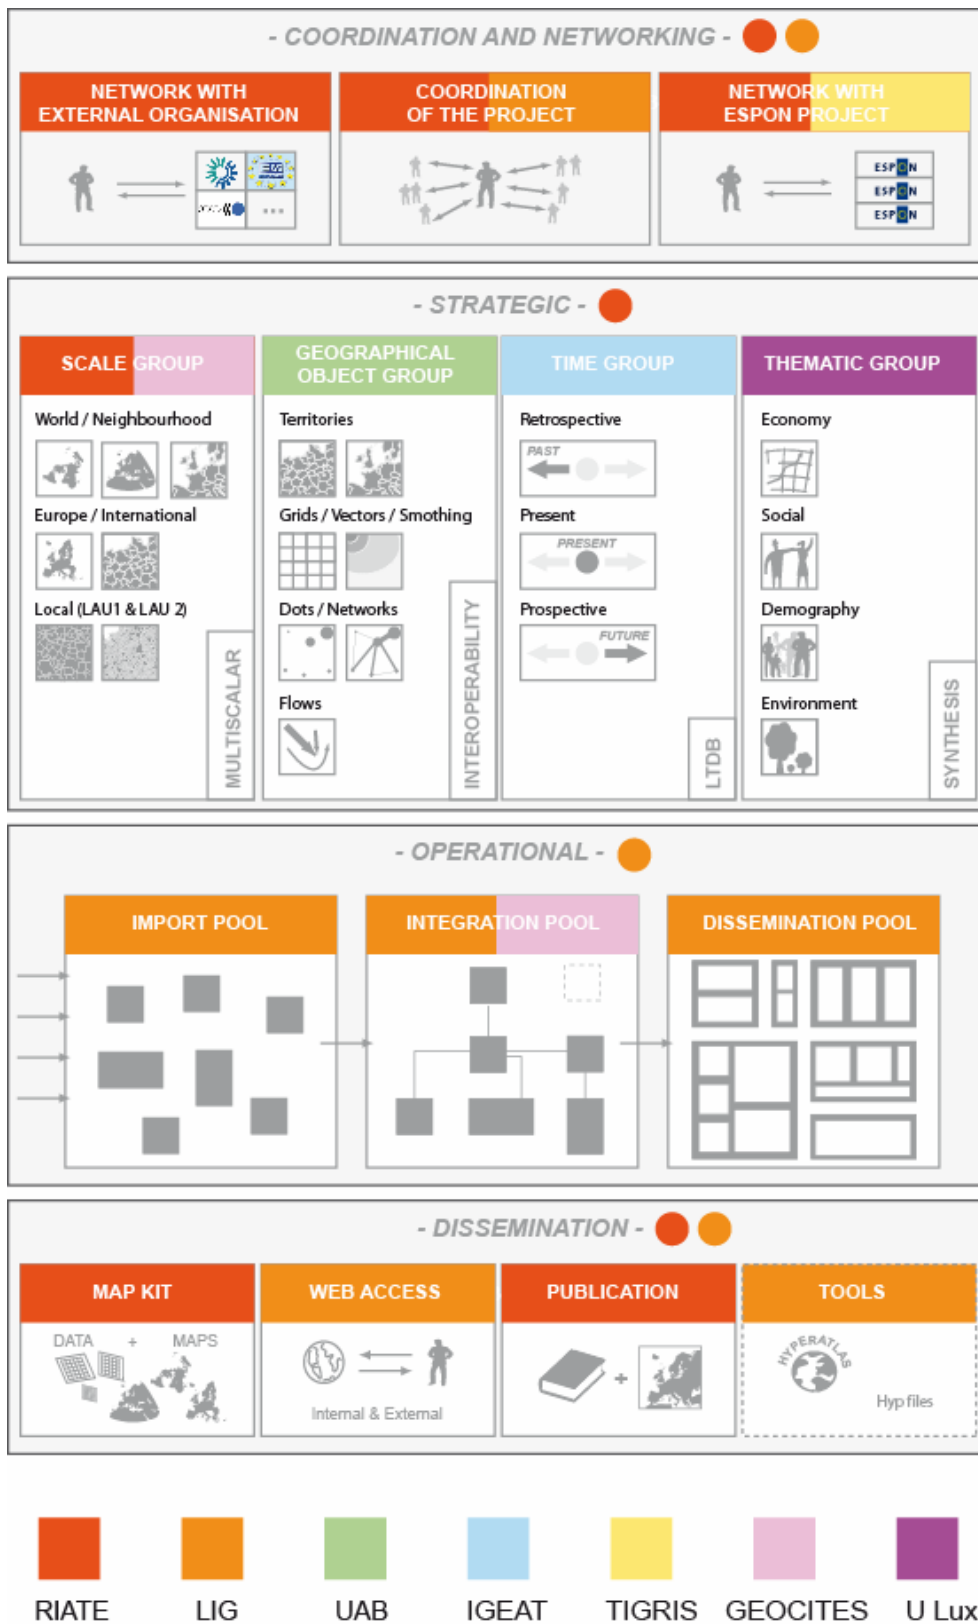 - COORDINATION AND NETWORKING -
NETWORK WITH
EXTERNAL ORGANISATION
COORDINATION
OF THE PROJECT
NETWORK WITH
ESPON PROJECT
...
ESPON
ESPON
ESPON
- STRATEGIC -
SCALE GROUP
World / Neighbourhood
Europe / International
Local (LAU1 & LAU 2)
MULTISCALAR
GEOGRAPHICAL
OBJECT GROUP
Territories
Grids / Vectors / Smothing
Dots / Networks
Flows
INTEROPERABILITY
TIME GROUP
Retrospective
PAST
Present
PRESENT
Prospective
FUTURE
LTDB
THEMATIC GROUP
Economy
Social
Demography
Environment
SYNTHESIS
- OPERATIONAL -
IMPORT POOL
INTEGRATION POOL
DISSEMINATION POOL
- DISSEMINATION -
MAP KIT
DATA + MAPS
WEB ACCESS
Internal & External
PUBLICATION
+
TOOLS
HYPERATLAS
Hyp files
RIATE
LIG
UAB
IGEAT
TIGRIS
GEOCITES
U Lux